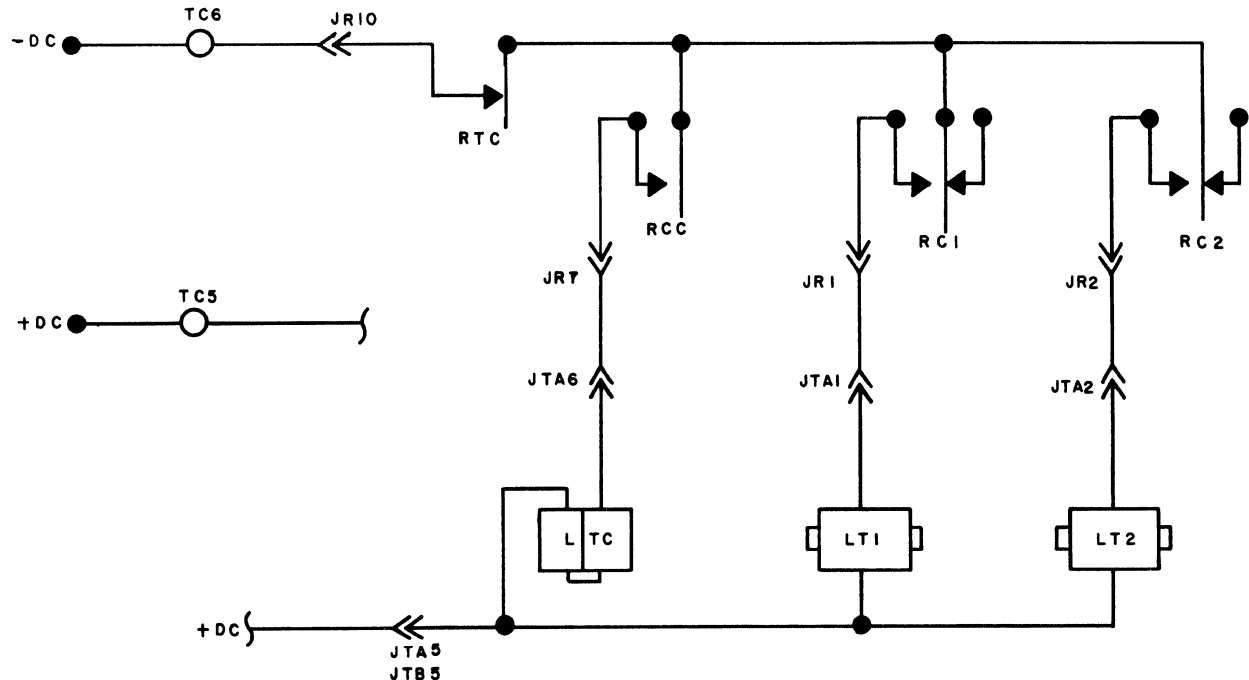 TC6
JR10
-DC
RTC
RCC
RC1
RC2
JR7
JR1
JR2
TC5
+DC
JTA6
JTA1
JTA2
L TC
LT1
LT2
+DC
JTA5
JTB5